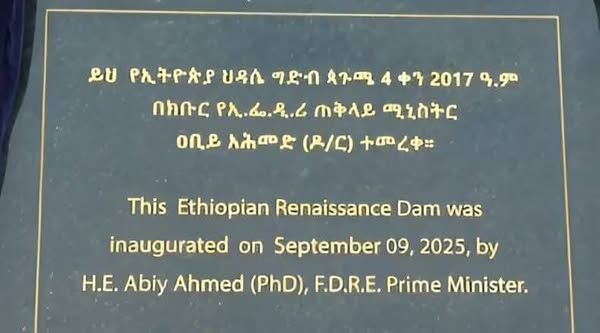 ይህ የኢትዮጵያ ህዳሴ ግድብ ጳጉሜ 4 ቀን 2017 ዓ.ም
በክቡር የኢ.ፌ.ዲ.ሪ ጠቅላይ ሚኒስትር
ዐቢይ አሕመድ (ዶ/ር) ተመረቀ።
This Ethiopian Renaissance Dam was
inaugurated on September 09, 2025, by
H.E. Abiy Ahmed (PhD), F.D.R.E. Prime Minister.